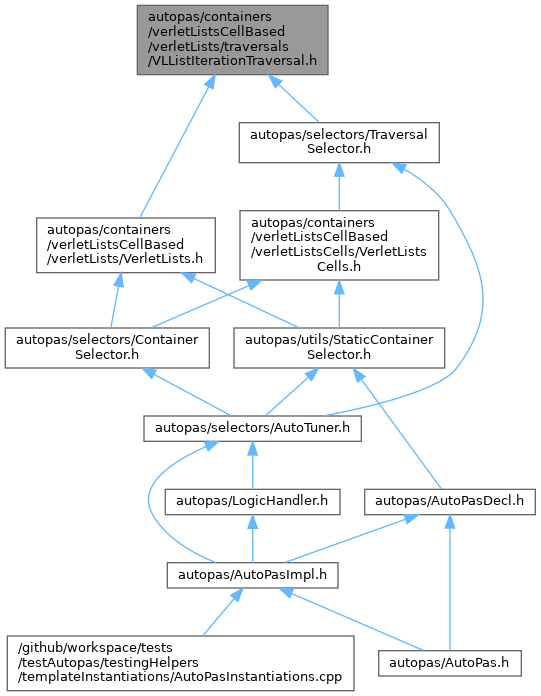 autopas/containers
/verletListsCellBased
/verletLists/traversals
/VLListIterationTraversal.h
autopas/selectors/Traversal
Selector.h
autopas/containers
/verletListsCellBased
/verletLists/VerletLists.h
autopas/containers
/verletListsCellBased
/verletListsCells/VerletLists
Cells.h
autopas/selectors/Container
Selector.h
autopas/utils/StaticContainer
Selector.h
autopas/selectors/AutoTuner.h
autopas/LogicHandler.h
autopas/AutoPasDecl.h
autopas/AutoPasImpl.h
/github/workspace/tests
/testAutopas/testingHelpers
/templateInstantiations/AutoPasInstantiations.cpp
autopas/AutoPas.h